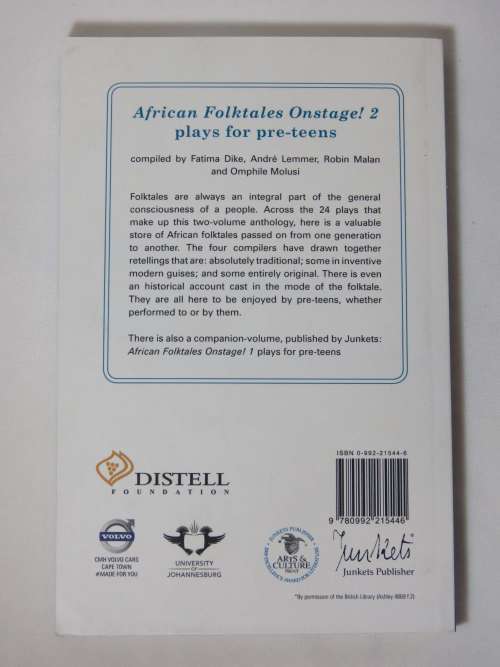 African Folktales Onstage! 2
plays for pre-teens
compiled by Fatima Dike, André Lemmer, Robin Malan
and Omphile Molusi
Folktales are always an integral part of the general
consciousness of a people. Across the 24 plays that
make up this two-volume anthology, here is a valuable
store of African folktales passed on from one generation
to another. The four compilers have drawn together
retellings that are: absolutely traditional; some in inventive
modern guises; and some entirely original. There is even
an historical account cast in the mode of the folktale.
They are all here to be enjoyed by pre-teens, whether
performed to or by them.
There is also a companion-volume, published by Junkets:
African Folktales Onstage! 1 plays for pre-teens
DISTELL
FOUNDATION
VOLVO
CMH VOLVO CARS
CAPE TOWN
#MADE FOR YOU
UNIVERSITY
OF
JOHANNESBURG
JUNKETS PUBLISHER
ARTS &
CULTURE
TRUST
ISBN 0-992-21544-6
9 780992 215446
Junkets
Junkets Publisher
*By permission of the British Library